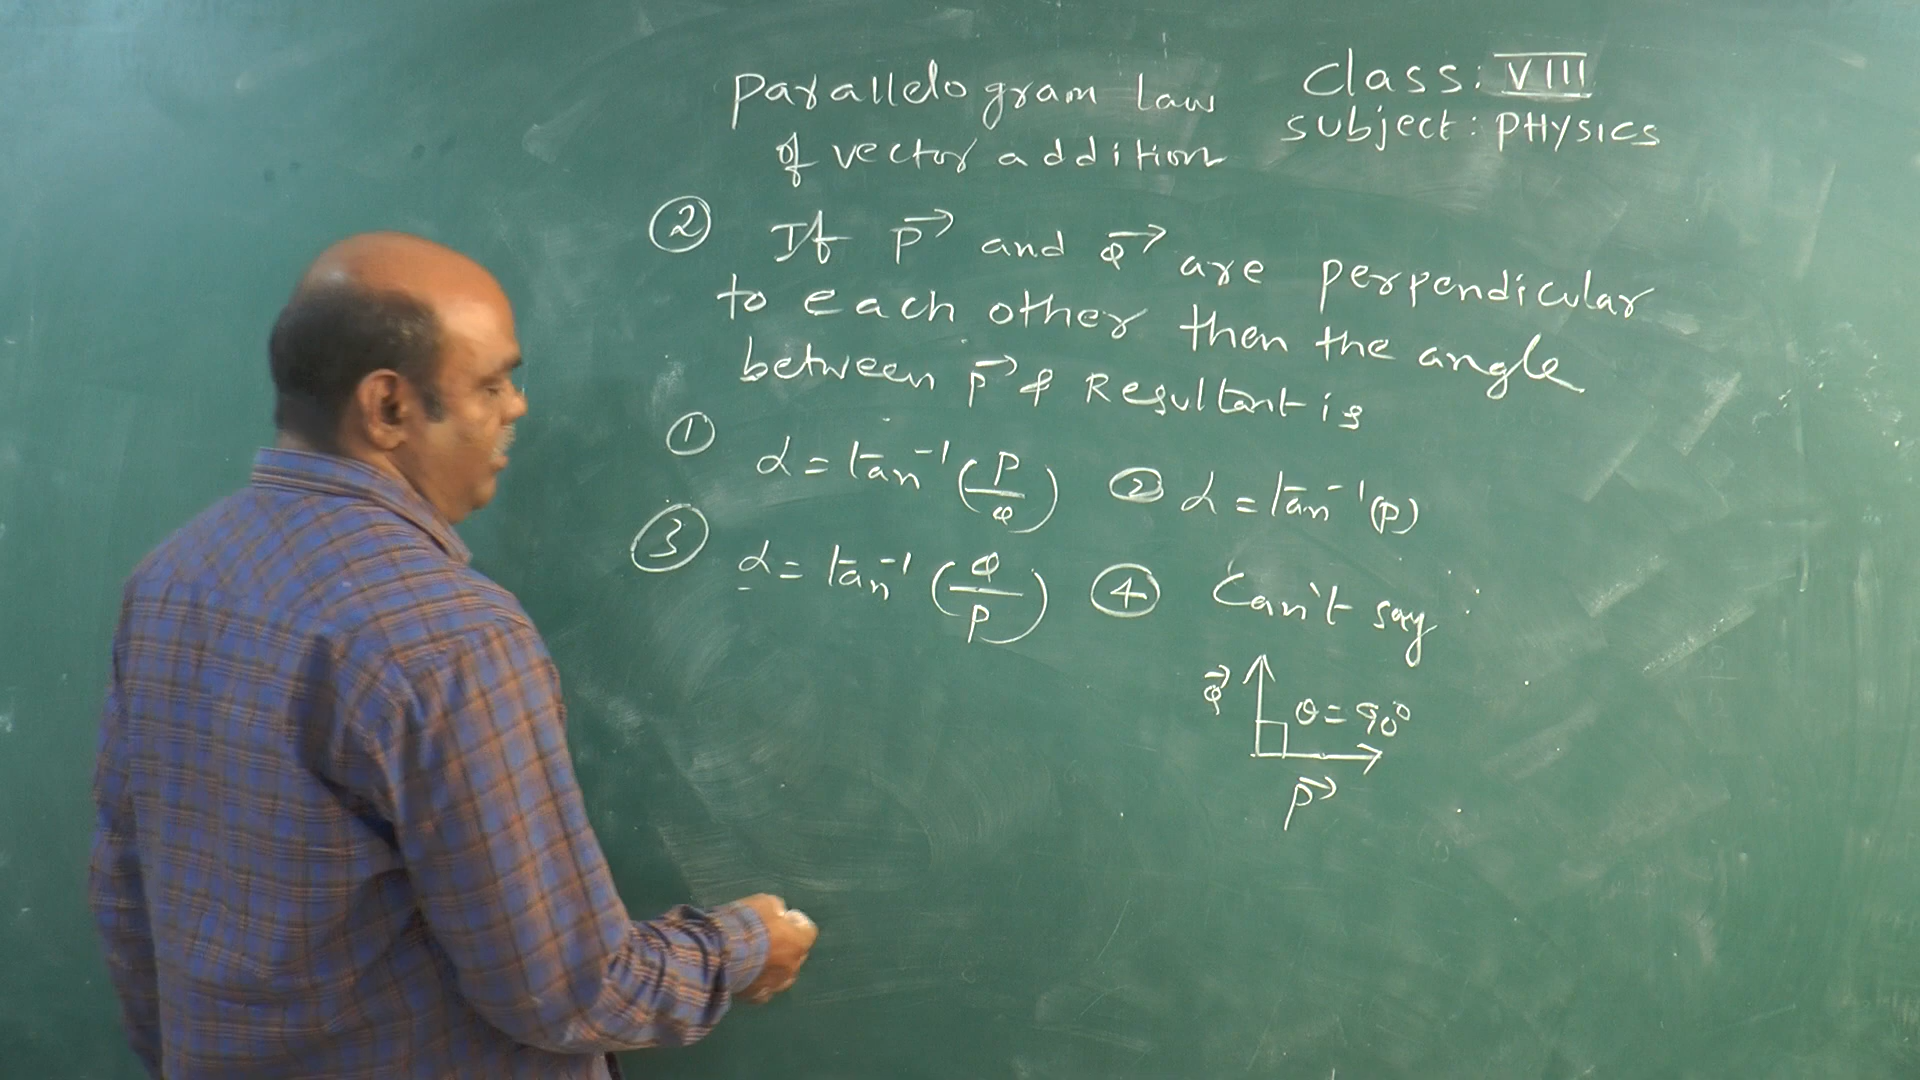 Parallelogram Law
of vector addition
Class: VIII
Subject: PHYSICS
② If P⃗ and Q⃗ are perpendicular
to each other then the angle
between P⃗ & Resultant is
① α = tan⁻¹ (P/Q) ② α = tan⁻¹ (P)
③ α = tan⁻¹ (Q/P) ④ Can't say
Q⃗ θ = 90°
P⃗